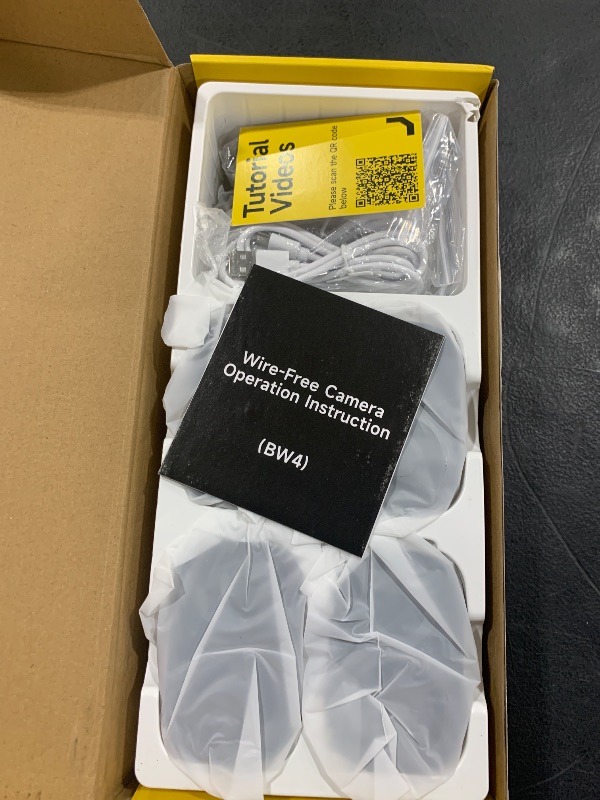 Tutorial
Videos
Please scan the QR code
below
Wire-Free Camera
Operation Instruction
(BW4)